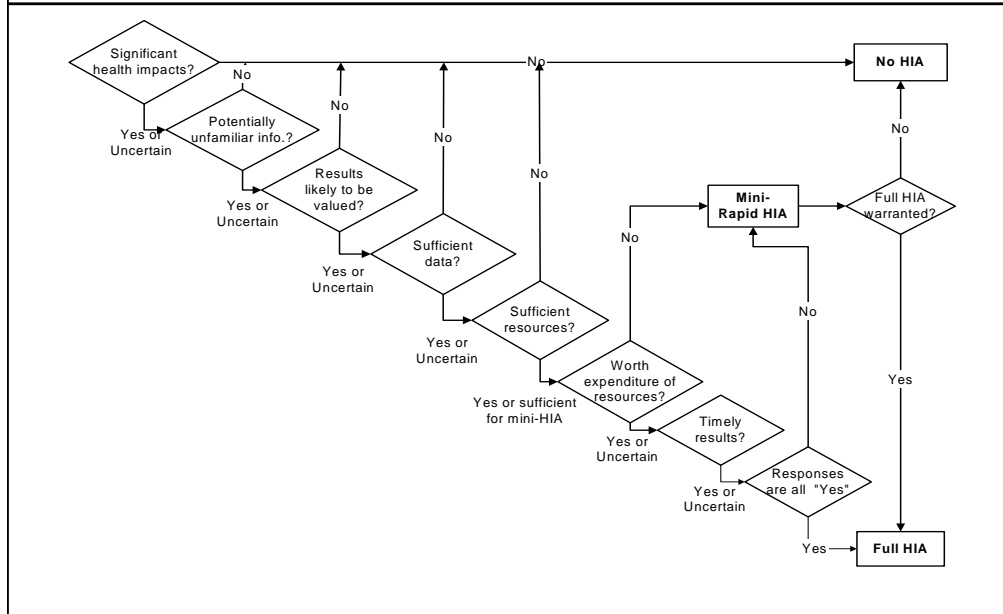 Significant
health impacts?
No
No
No HIA
No
No
No
No
Yes or
Uncertain
Potentially
unfamiliar info.?
Results
likely to be
valued?
Yes or
Uncertain
Mini-
Rapid HIA
Full HIA
warranted?
No
Sufficient
data?
Yes or
Uncertain
Sufficient
resources?
No
Yes or
Uncertain
Worth
expenditure of
resources?
Yes
Yes or sufficient
for mini-HIA
Timely
results?
Yes or
Uncertain
Responses
are all "Yes"
Yes or
Uncertain
Yes
Full HIA